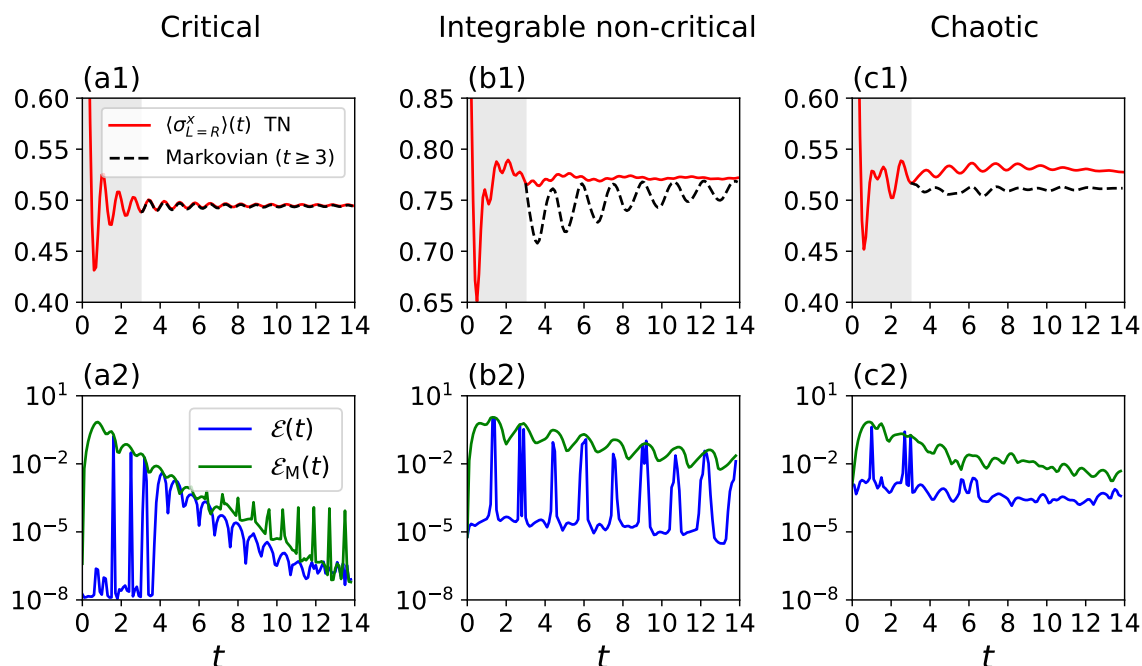 Critical
Integrable non-critical
Chaotic
(a1)
(b1)
(c1)
0.60
0.55
0.50
0.45
0.40
0 2 4 6 8 10 12 14
⟨σ^x_{L=R}⟩(t) TN
Markovian (t ≥ 3)
0.85
0.80
0.75
0.70
0.65
0 2 4 6 8 10 12 14
0.60
0.55
0.50
0.45
0.40
0 2 4 6 8 10 12 14
(a2)
(b2)
(c2)
10^1
10^{-2}
10^{-5}
10^{-8}
0 2 4 6 8 10 12 14
t
ℰ(t)
ℰ_M(t)
10^1
10^{-2}
10^{-5}
10^{-8}
0 2 4 6 8 10 12 14
t
10^1
10^{-2}
10^{-5}
10^{-8}
0 2 4 6 8 10 12 14
t